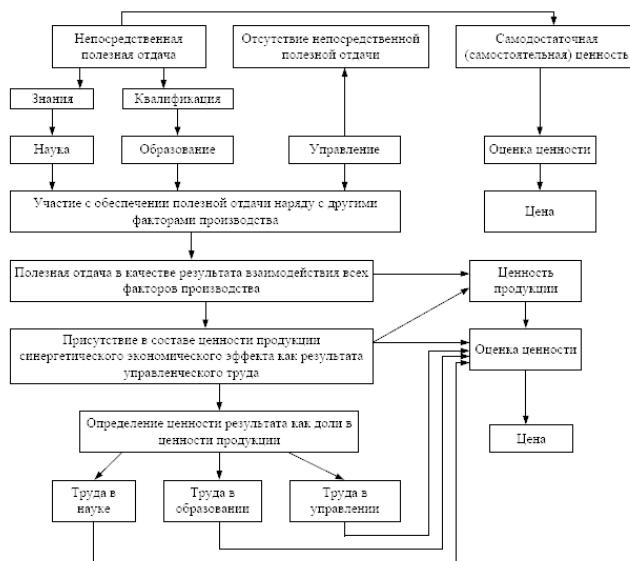 Непосредственная
полезная отдача
Отсутствие непосредственной
полезной отдачи
Самодостаточная
(самостоятельная) ценность
Знания
Квалификация
Наука
Образование
Управление
Оценка ценности
Участие с обеспечении полезной отдачи наряду с другими
факторами производства
Цена
Полезная отдача в качестве результата взаимодействия всех
факторов производства
Ценность
продукции
Присутствие в составе ценности продукции
синергетического экономического эффекта как результата
управленческого труда
Оценка ценности
Определение ценности результата как доли в
ценности продукции
Цена
Труда в
науке
Труда в
образовании
Труда в
управлении